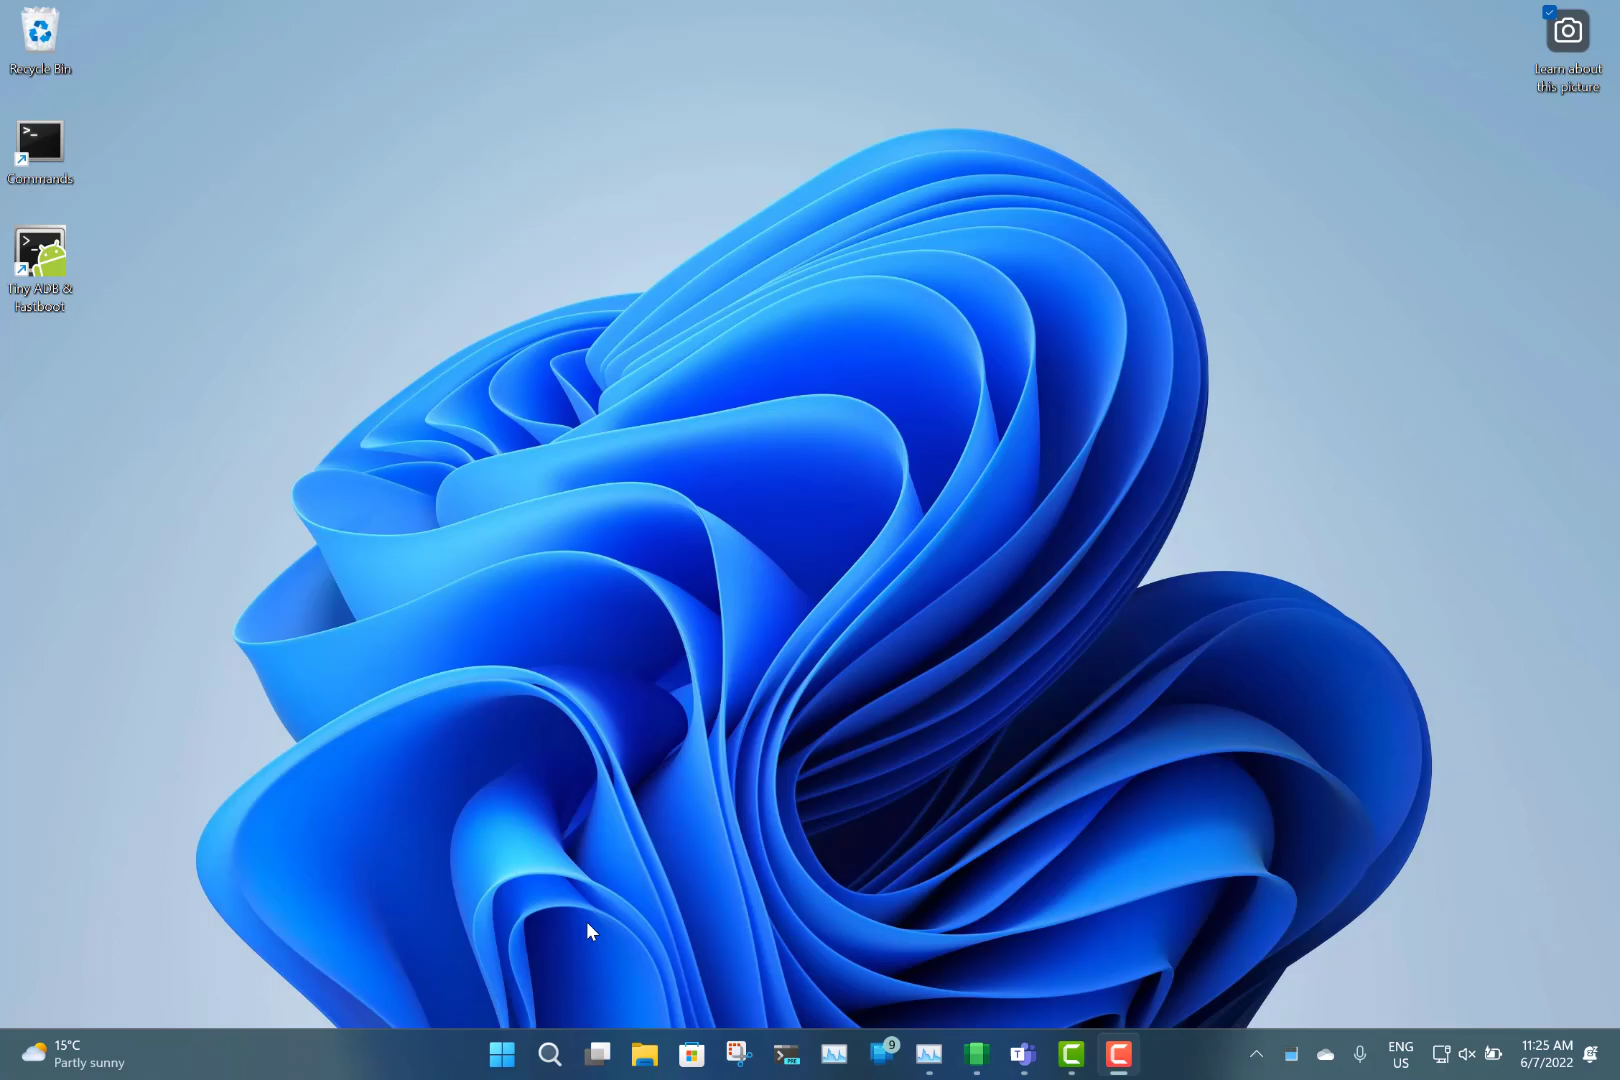 Recycle Bin
Learn about
this picture
>_
Commands
>_
Tiny ADB &
Fastboot
15°C
Partly sunny
PRE
9
T
C
C
ENG
US
11:25 AM
6/7/2022